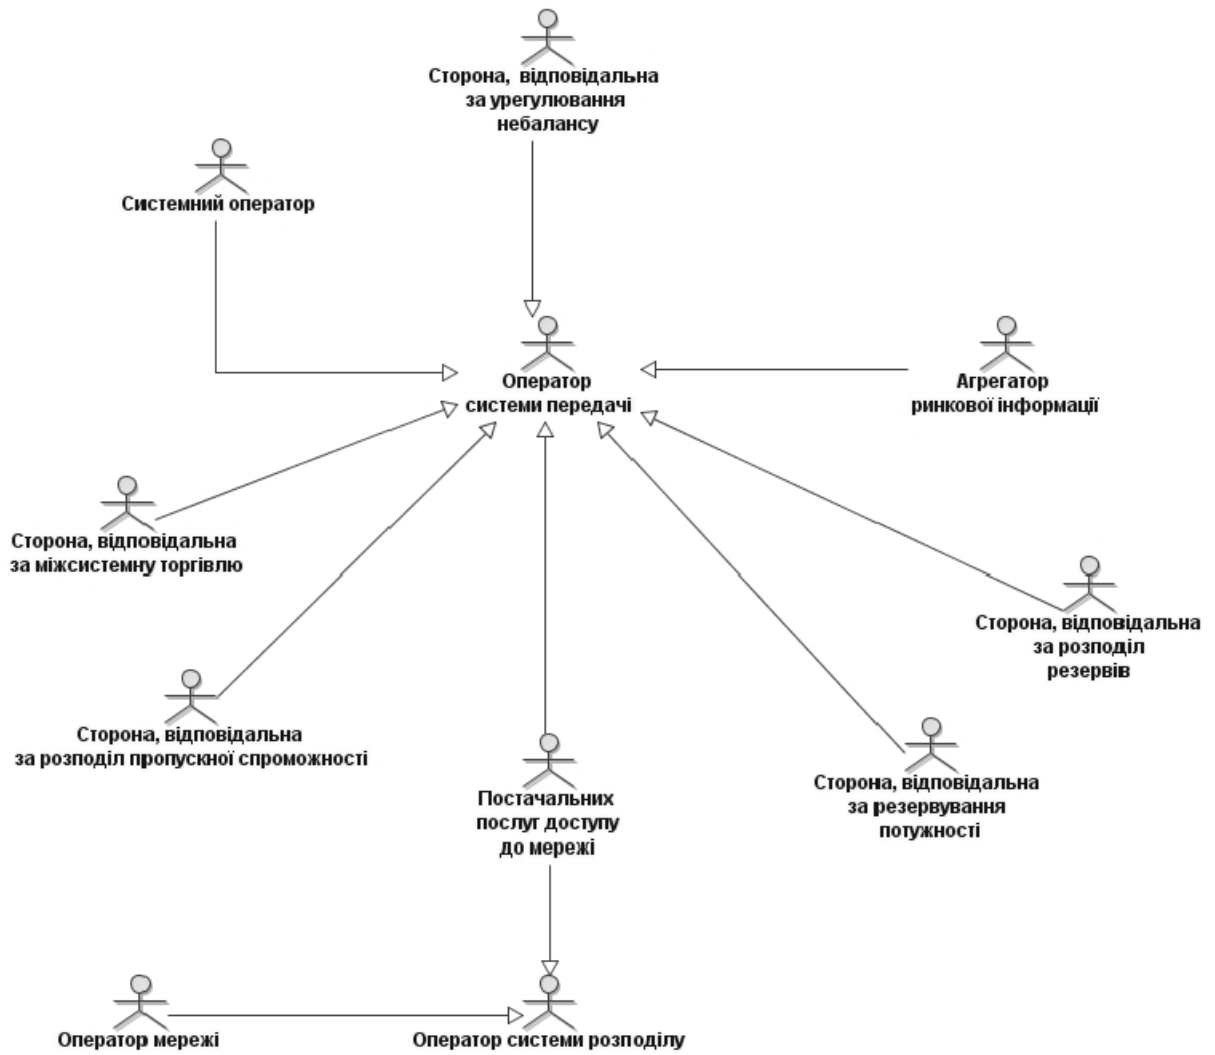 Сторона, відповідальна
за урегулювання
небалансу
Системний оператор
Оператор
системи передачі
Агрегатор
ринкової інформації
Сторона, відповідальна
за міжсистемну торгівлю
Сторона, відповідальна
за розподіл
резервів
Сторона, відповідальна
за розподіл пропускної спроможності
Сторона, відповідальна
за резервування
потужності
Постачальних
послуг доступу
до мережі
Оператор мережі
Оператор системи розподілу